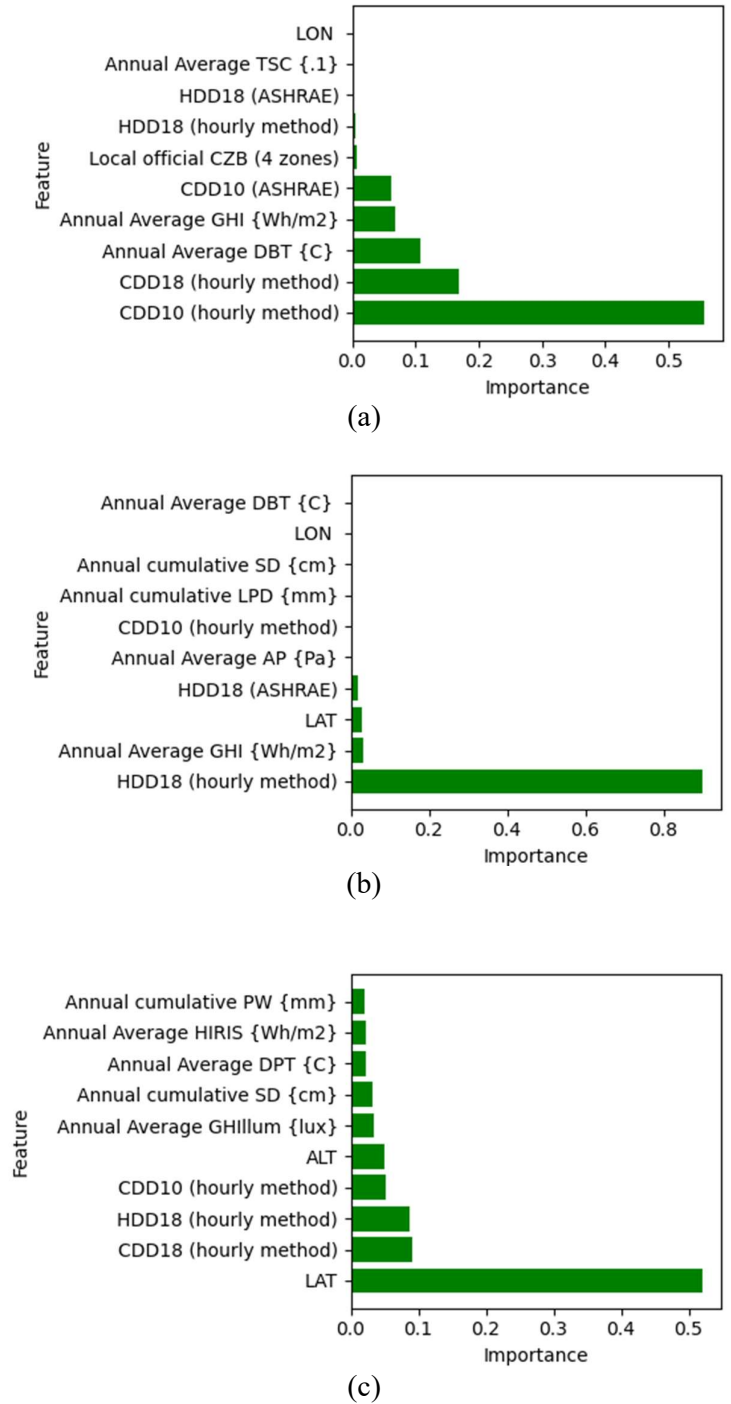 LON
Annual Average TSC {.1}
HDD18 (ASHRAE)
HDD18 (hourly method)
Local official CZB (4 zones)
CDD10 (ASHRAE)
Annual Average GHI {Wh/m2}
Annual Average DBT {C}
CDD18 (hourly method)
CDD10 (hourly method)
Feature
0.0 0.1 0.2 0.3 0.4 0.5
Importance
(a)
Annual Average DBT {C}
LON
Annual cumulative SD {cm}
Annual cumulative LPD {mm}
CDD10 (hourly method)
Annual Average AP {Pa}
HDD18 (ASHRAE)
LAT
Annual Average GHI {Wh/m2}
HDD18 (hourly method)
Feature
0.0 0.2 0.4 0.6 0.8
Importance
(b)
Annual cumulative PW {mm}
Annual Average HIRIS {Wh/m2}
Annual Average DPT {C}
Annual cumulative SD {cm}
Annual Average GHIllum {lux}
ALT
CDD10 (hourly method)
HDD18 (hourly method)
CDD18 (hourly method)
LAT
Feature
0.0 0.1 0.2 0.3 0.4 0.5
Importance
(c)